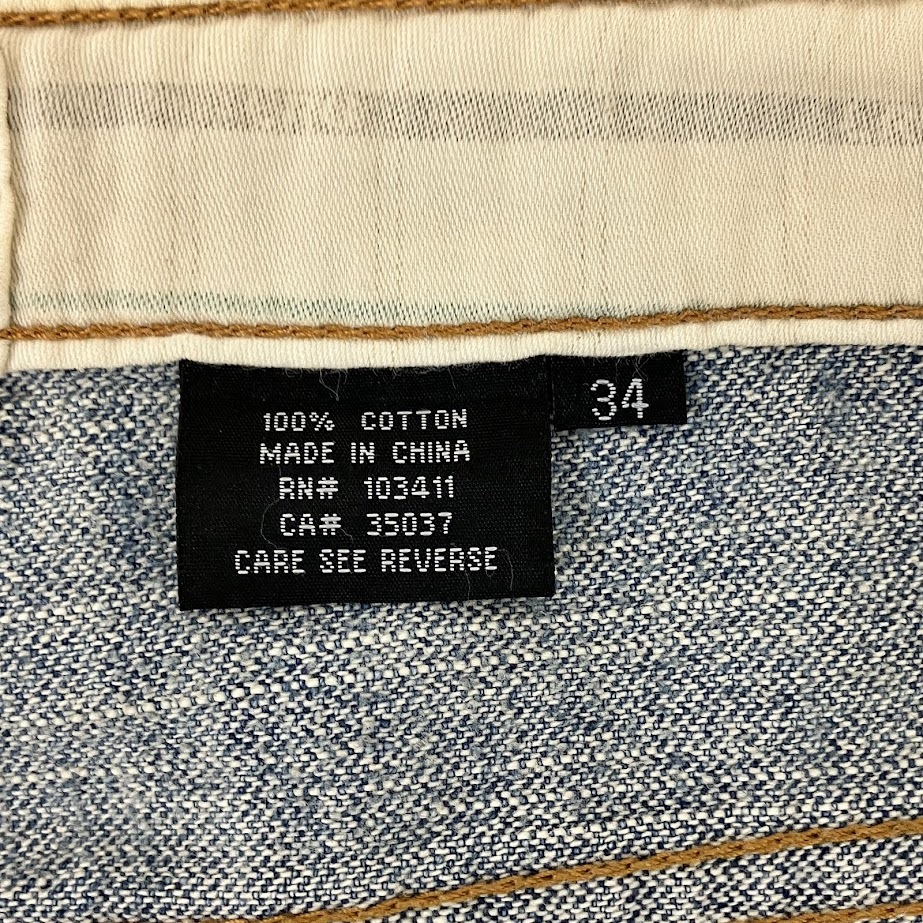 100% COTTON
MADE IN CHINA
RN# 103411
CA# 35037
CARE SEE REVERSE
34